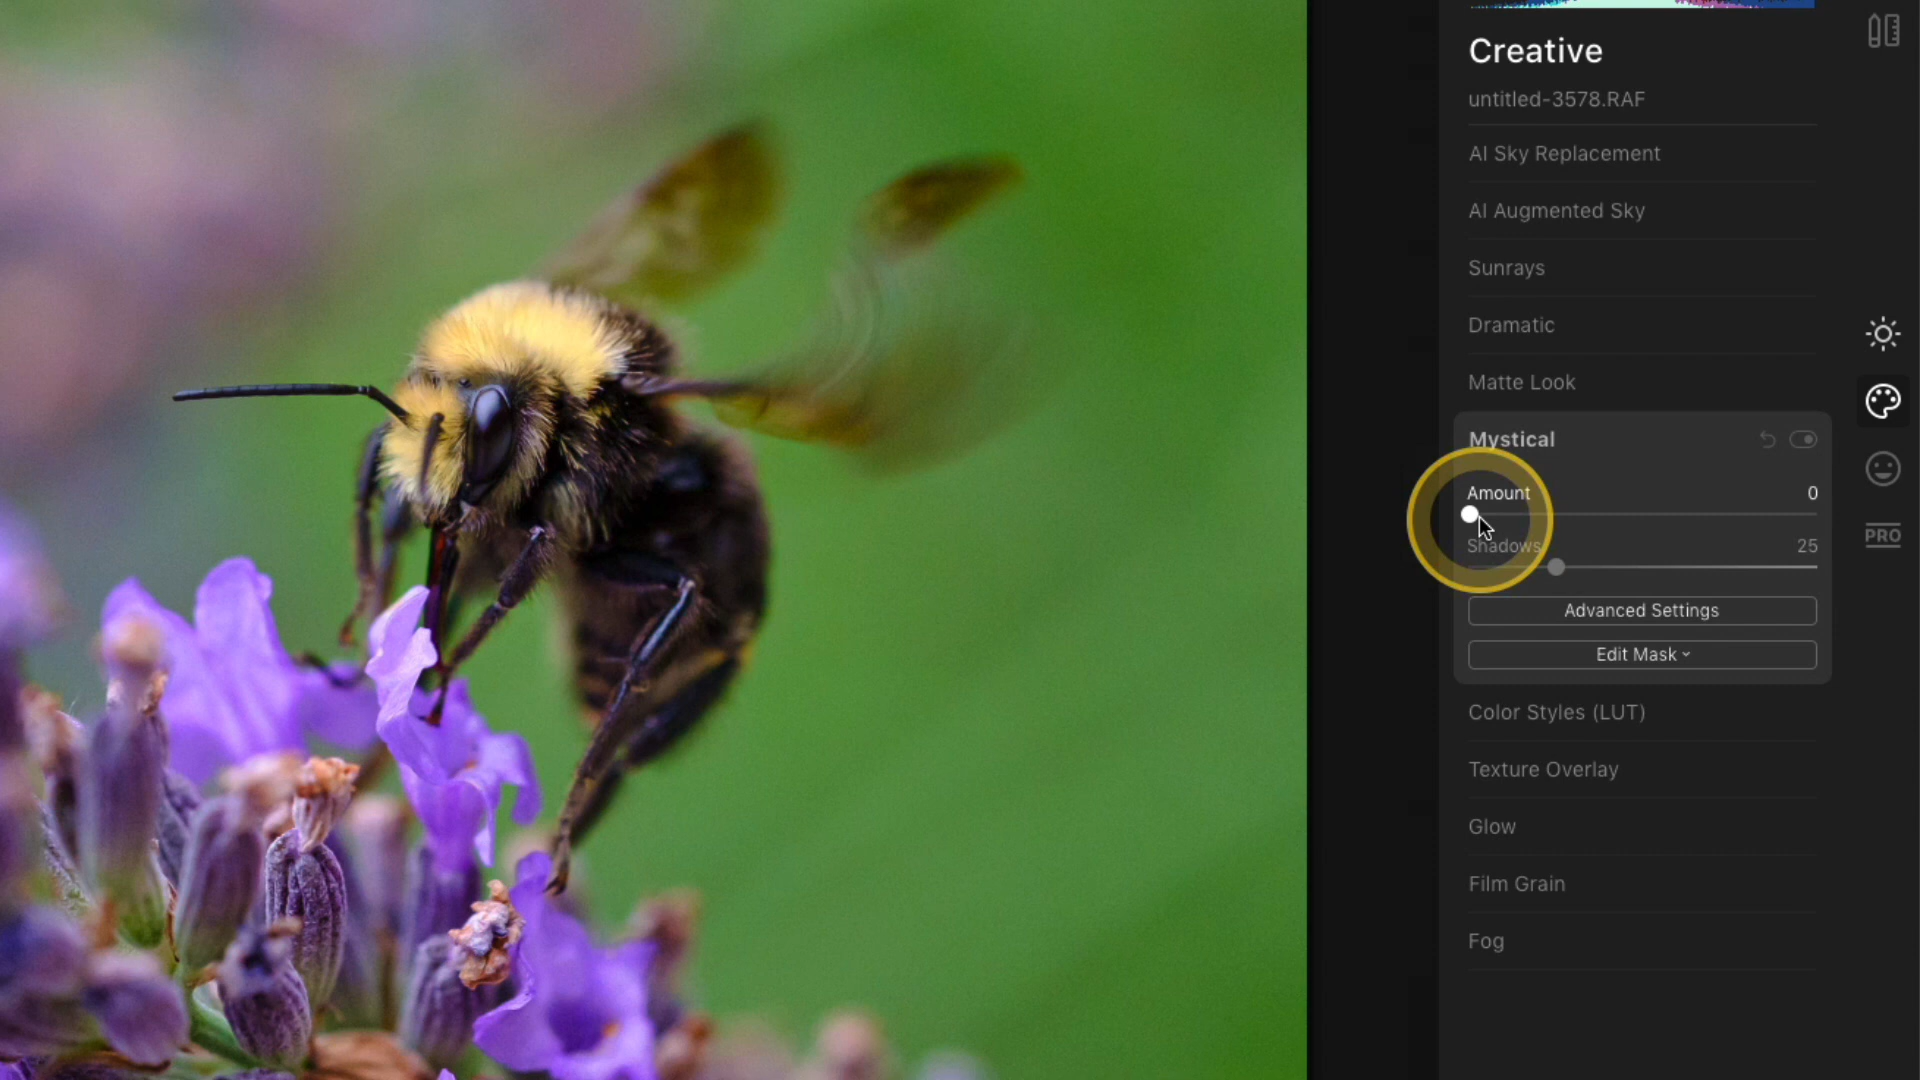 Creative
untitled-3578.RAF
AI Sky Replacement
AI Augmented Sky
Sunrays
Dramatic
Matte Look
Mystical
Amount 0
Shadows 25
PRO
Advanced Settings
Edit Mask
Color Styles (LUT)
Texture Overlay
Glow
Film Grain
Fog